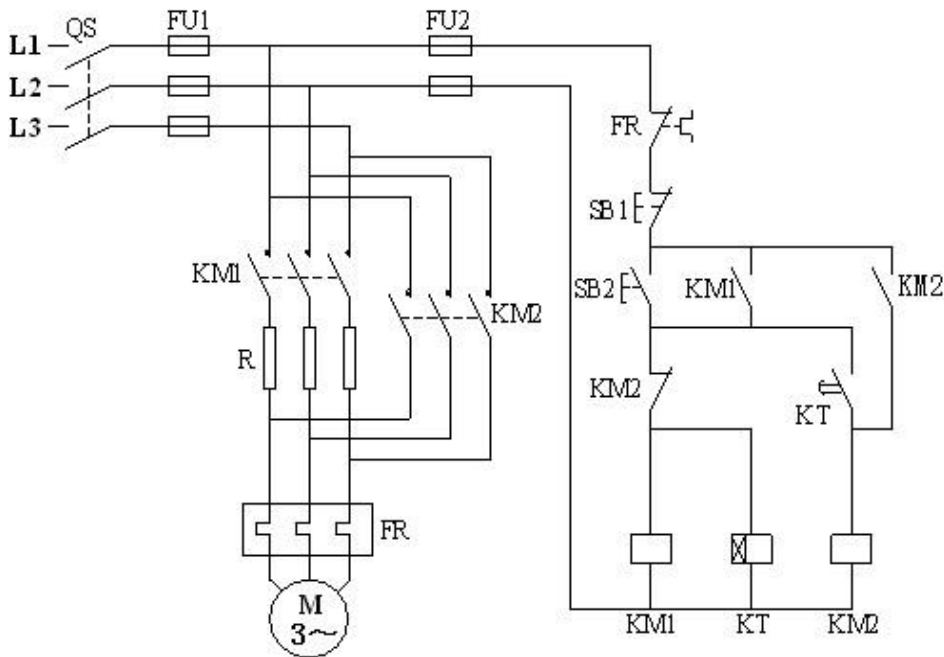 QS FU1 FU2
L1
L2
L3
FR
SB1
KM1 SB2 KM1 KM2
KM2
R KM2 KT
FR
M
3~
KM1 KT KM2